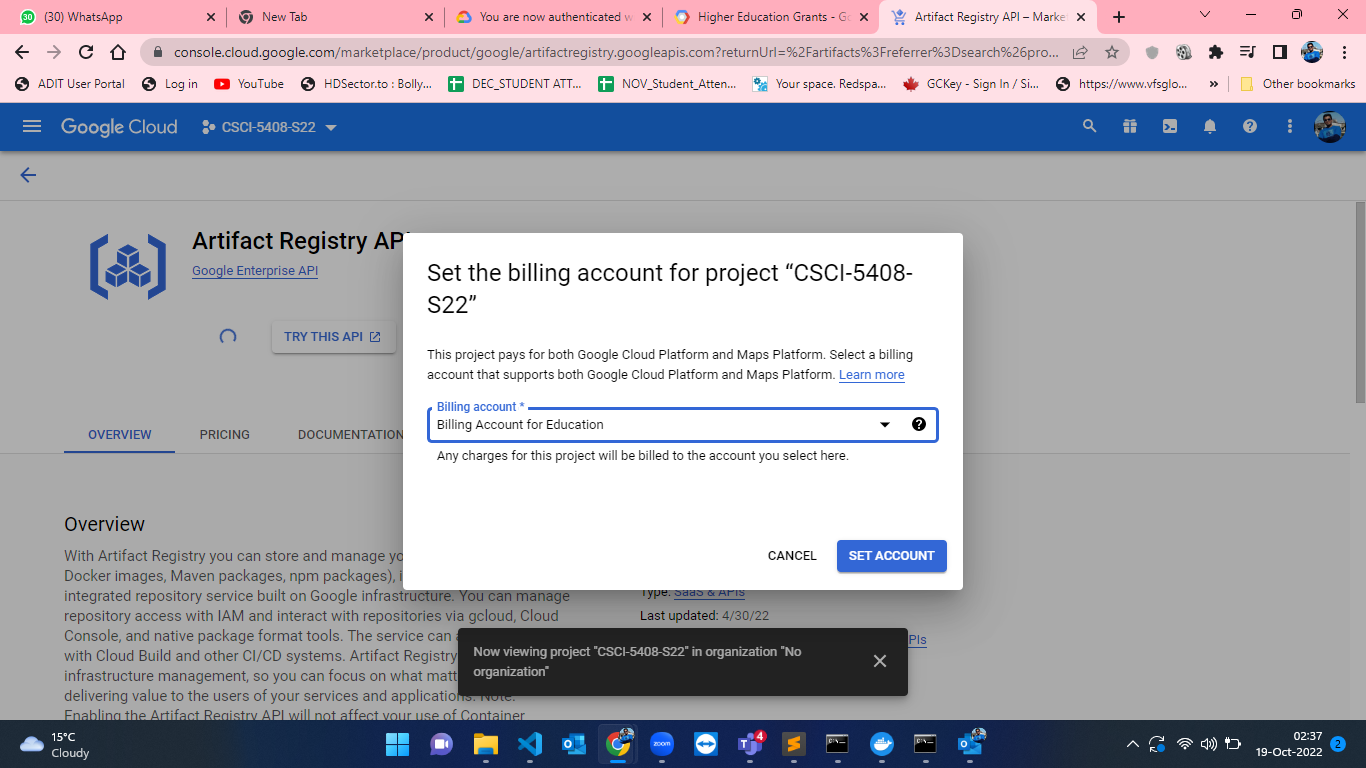 (30) WhatsApp
New Tab
You are now authenticated w
Higher Education Grants - Go
Artifact Registry API – Market
console.cloud.google.com/marketplace/product/google/artifactregistry.googleapis.com?returnUrl=%2Fartifacts%3Freferrer%3Dsearch%26pro...
ADIT User Portal
Log in
YouTube
HDSector.to : Bolly...
DEC_STUDENT ATT...
NOV_Student_Atten...
Your space. Redspa...
GCKey - Sign In / Si...
https://www.vfsglo...
»
Other bookmarks
Google Cloud
CSCI-5408-S22
Artifact Registry API
Google Enterprise API
TRY THIS API
OVERVIEW
PRICING
DOCUMENTATION
Set the billing account for project “CSCI-5408-
S22”
This project pays for both Google Cloud Platform and Maps Platform. Select a billing
account that supports both Google Cloud Platform and Maps Platform. Learn more
Billing account *
Billing Account for Education
Any charges for this project will be billed to the account you select here.
CANCEL
SET ACCOUNT
Overview
With Artifact Registry you can store and manage yo
Docker images, Maven packages, npm packages), i
integrated repository service built on Google infrastructure. You can manage
repository access with IAM and interact with repositories via gcloud, Cloud
Console, and native package format tools. The service can a
with Cloud Build and other CI/CD systems. Artifact Registry
infrastructure management, so you can focus on what matt
delivering value to the users of your services and applications. Note:
Enabling the Artifact Registry API will not affect your use of Container
Type: SaaS & APIs
Last updated: 4/30/22
PIs
Now viewing project "CSCI-5408-S22" in organization "No
organization"
15°C
Cloudy
zoom
4
02:37
19-Oct-2022
2